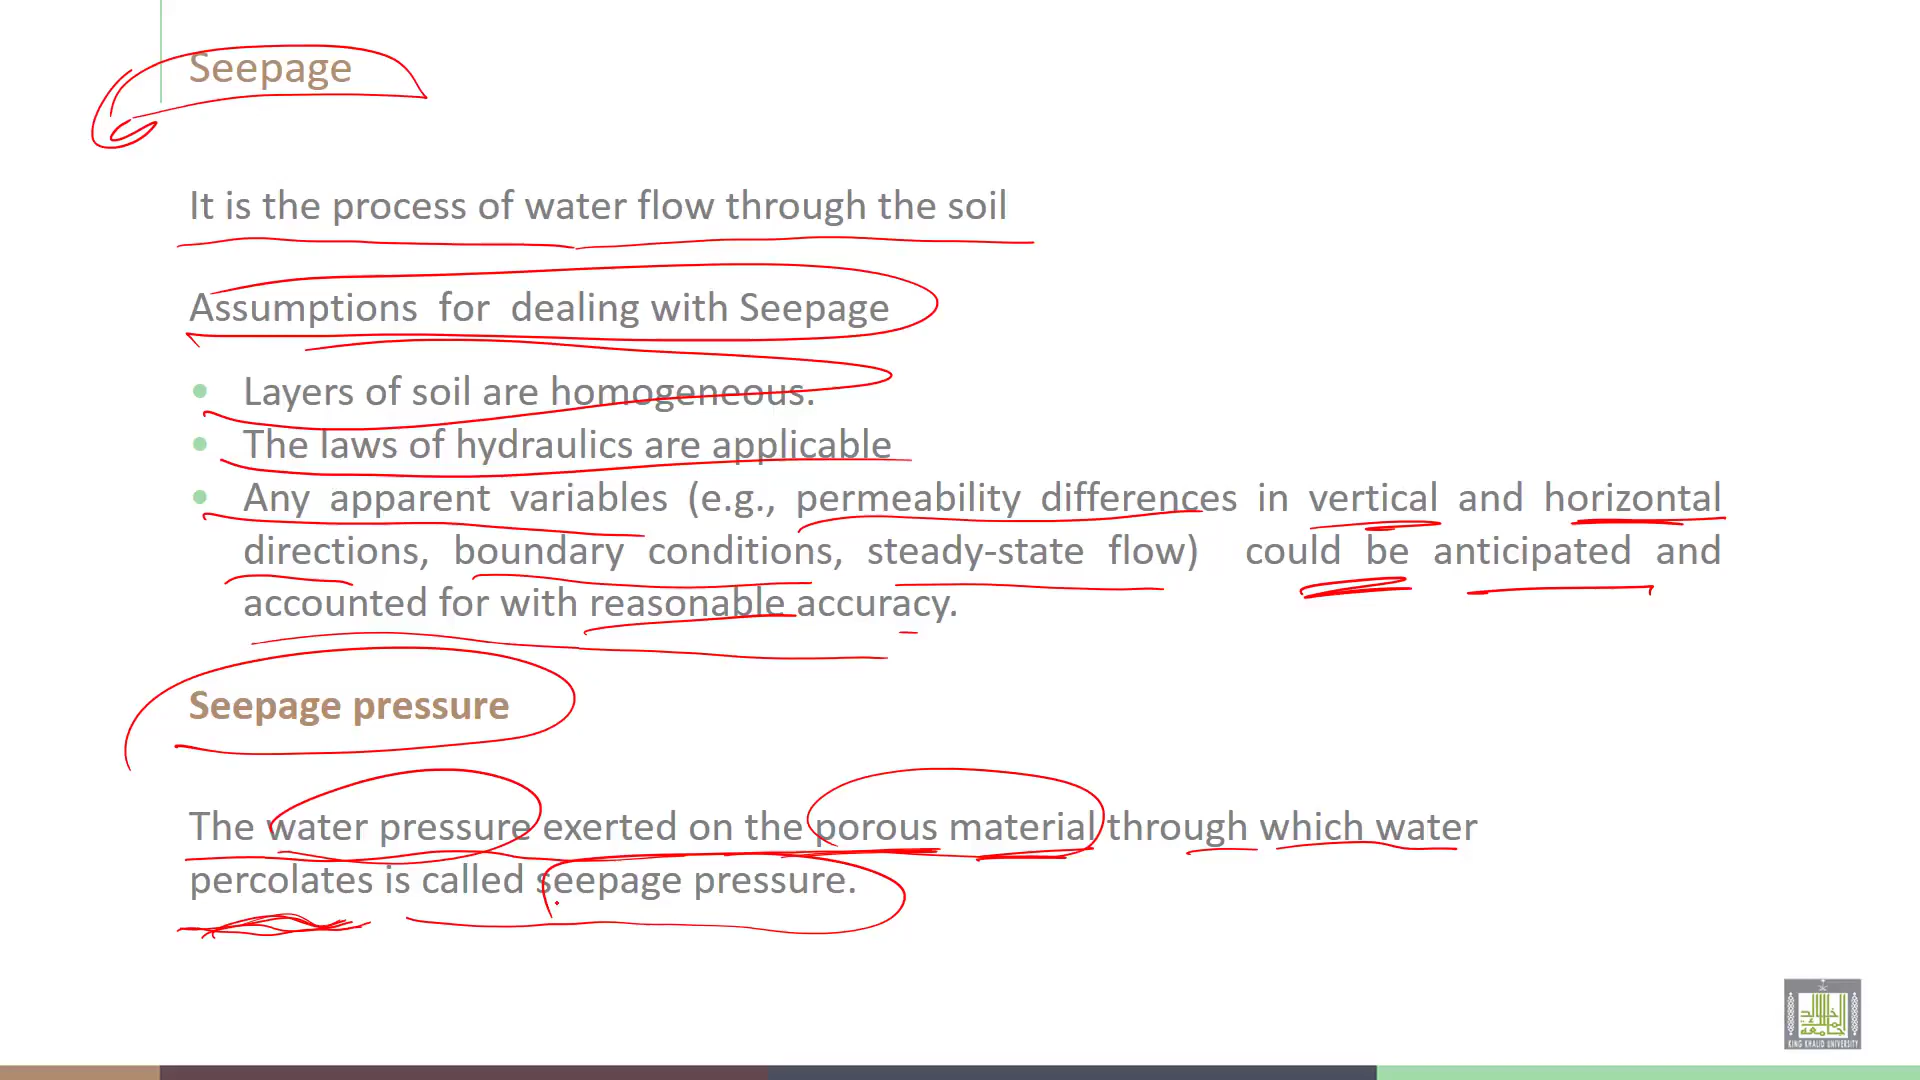 Seepage
It is the process of water flow through the soil
Assumptions for dealing with Seepage
• Layers of soil are homogeneous.
• The laws of hydraulics are applicable
• Any apparent variables (e.g., permeability differences in vertical and horizontal
directions, boundary conditions, steady-state flow) could be anticipated and
accounted for with reasonable accuracy.
Seepage pressure
The water pressure exerted on the porous material through which water
percolates is called seepage pressure.
KING KHALID UNIVERSITY